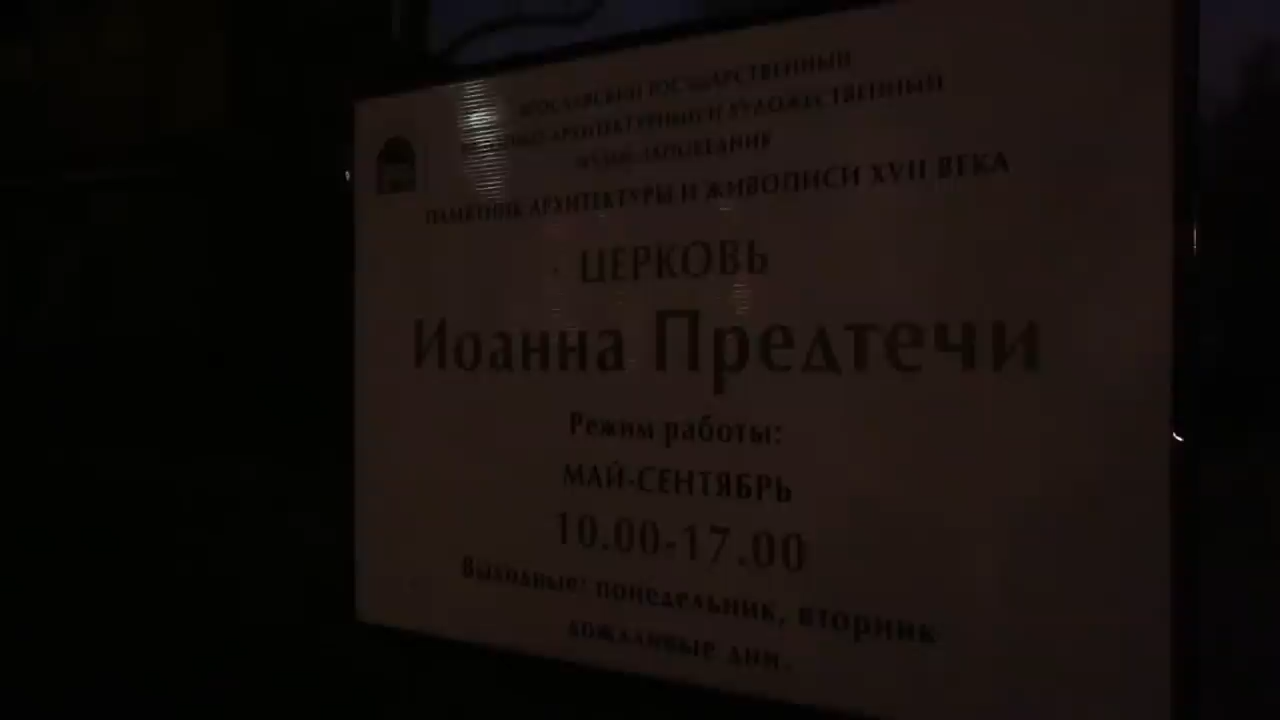 ЯРОСЛАВСКИЙ ГОСУДАРСТВЕННЫЙ
АРХИТЕКТУРНЫЙ И ХУДОЖЕСТВЕННЫЙ
МУЗЕЙ-ЗАПОВЕДНИК
ПАМЯТНИК АРХИТЕКТУРЫ И ЖИВОПИСИ XVII ВЕКА
ЦЕРКОВЬ
Иоанна Предтечи
Режим работы:
МАЙ-СЕНТЯБРЬ
10.00-17.00
Выходные: понедельник, вторник
дождливые дни.